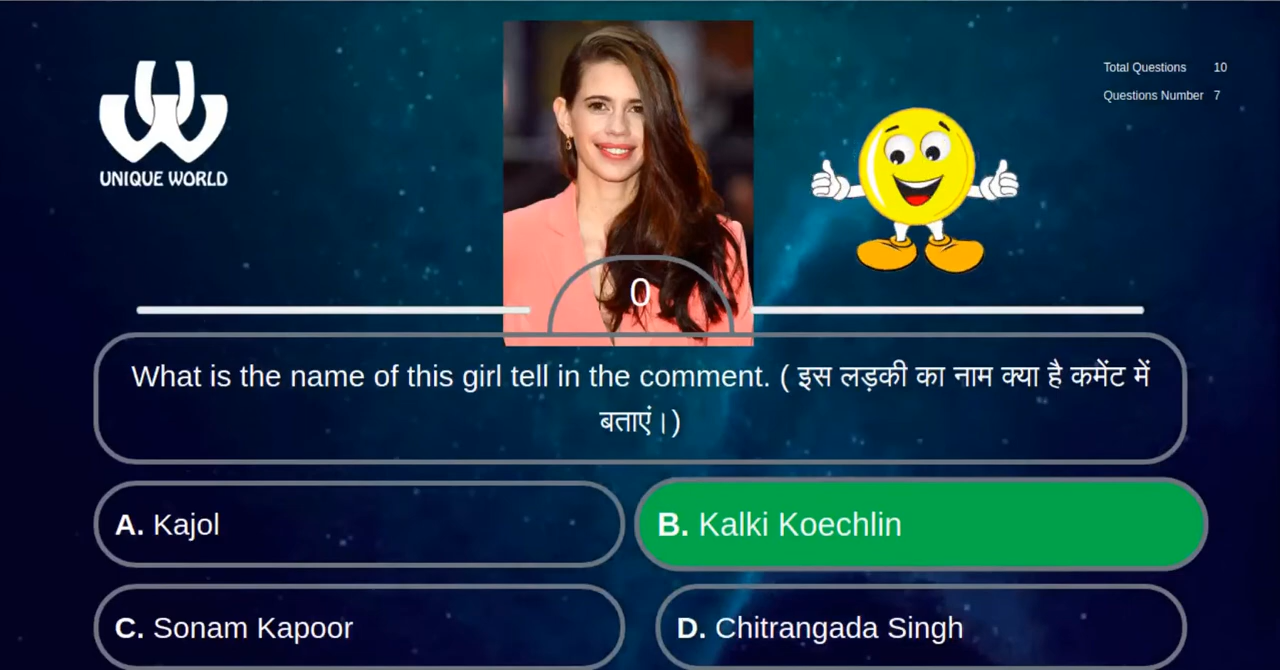 UNIQUE WORLD
Total Questions 10
Questions Number 7
0
What is the name of this girl tell in the comment. ( इस लड़की का नाम क्या है कमेंट में
बताएं।)
A. Kajol
B. Kalki Koechlin
C. Sonam Kapoor
D. Chitrangada Singh